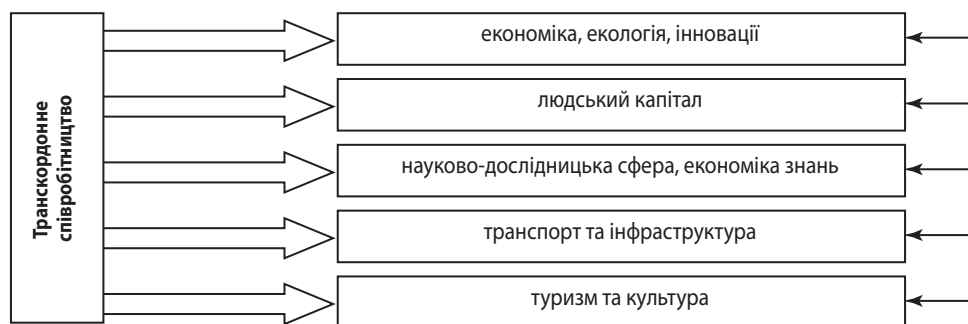 Транскордонне
співробітництво
економіка, екологія, інновації
людський капітал
науково-дослідницька сфера, економіка знань
транспорт та інфраструктура
туризм та культура